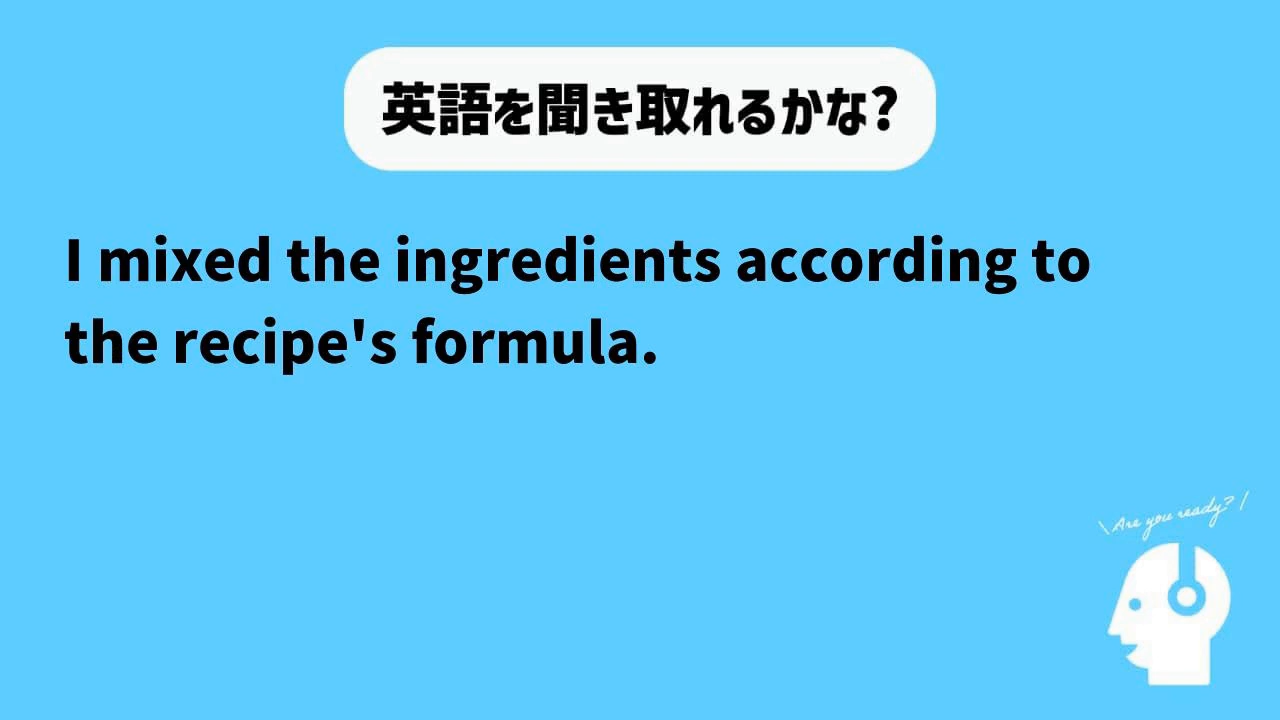 英語を聞き取れるかな?
I mixed the ingredients according to
the recipe's formula.
\ Are you ready? /